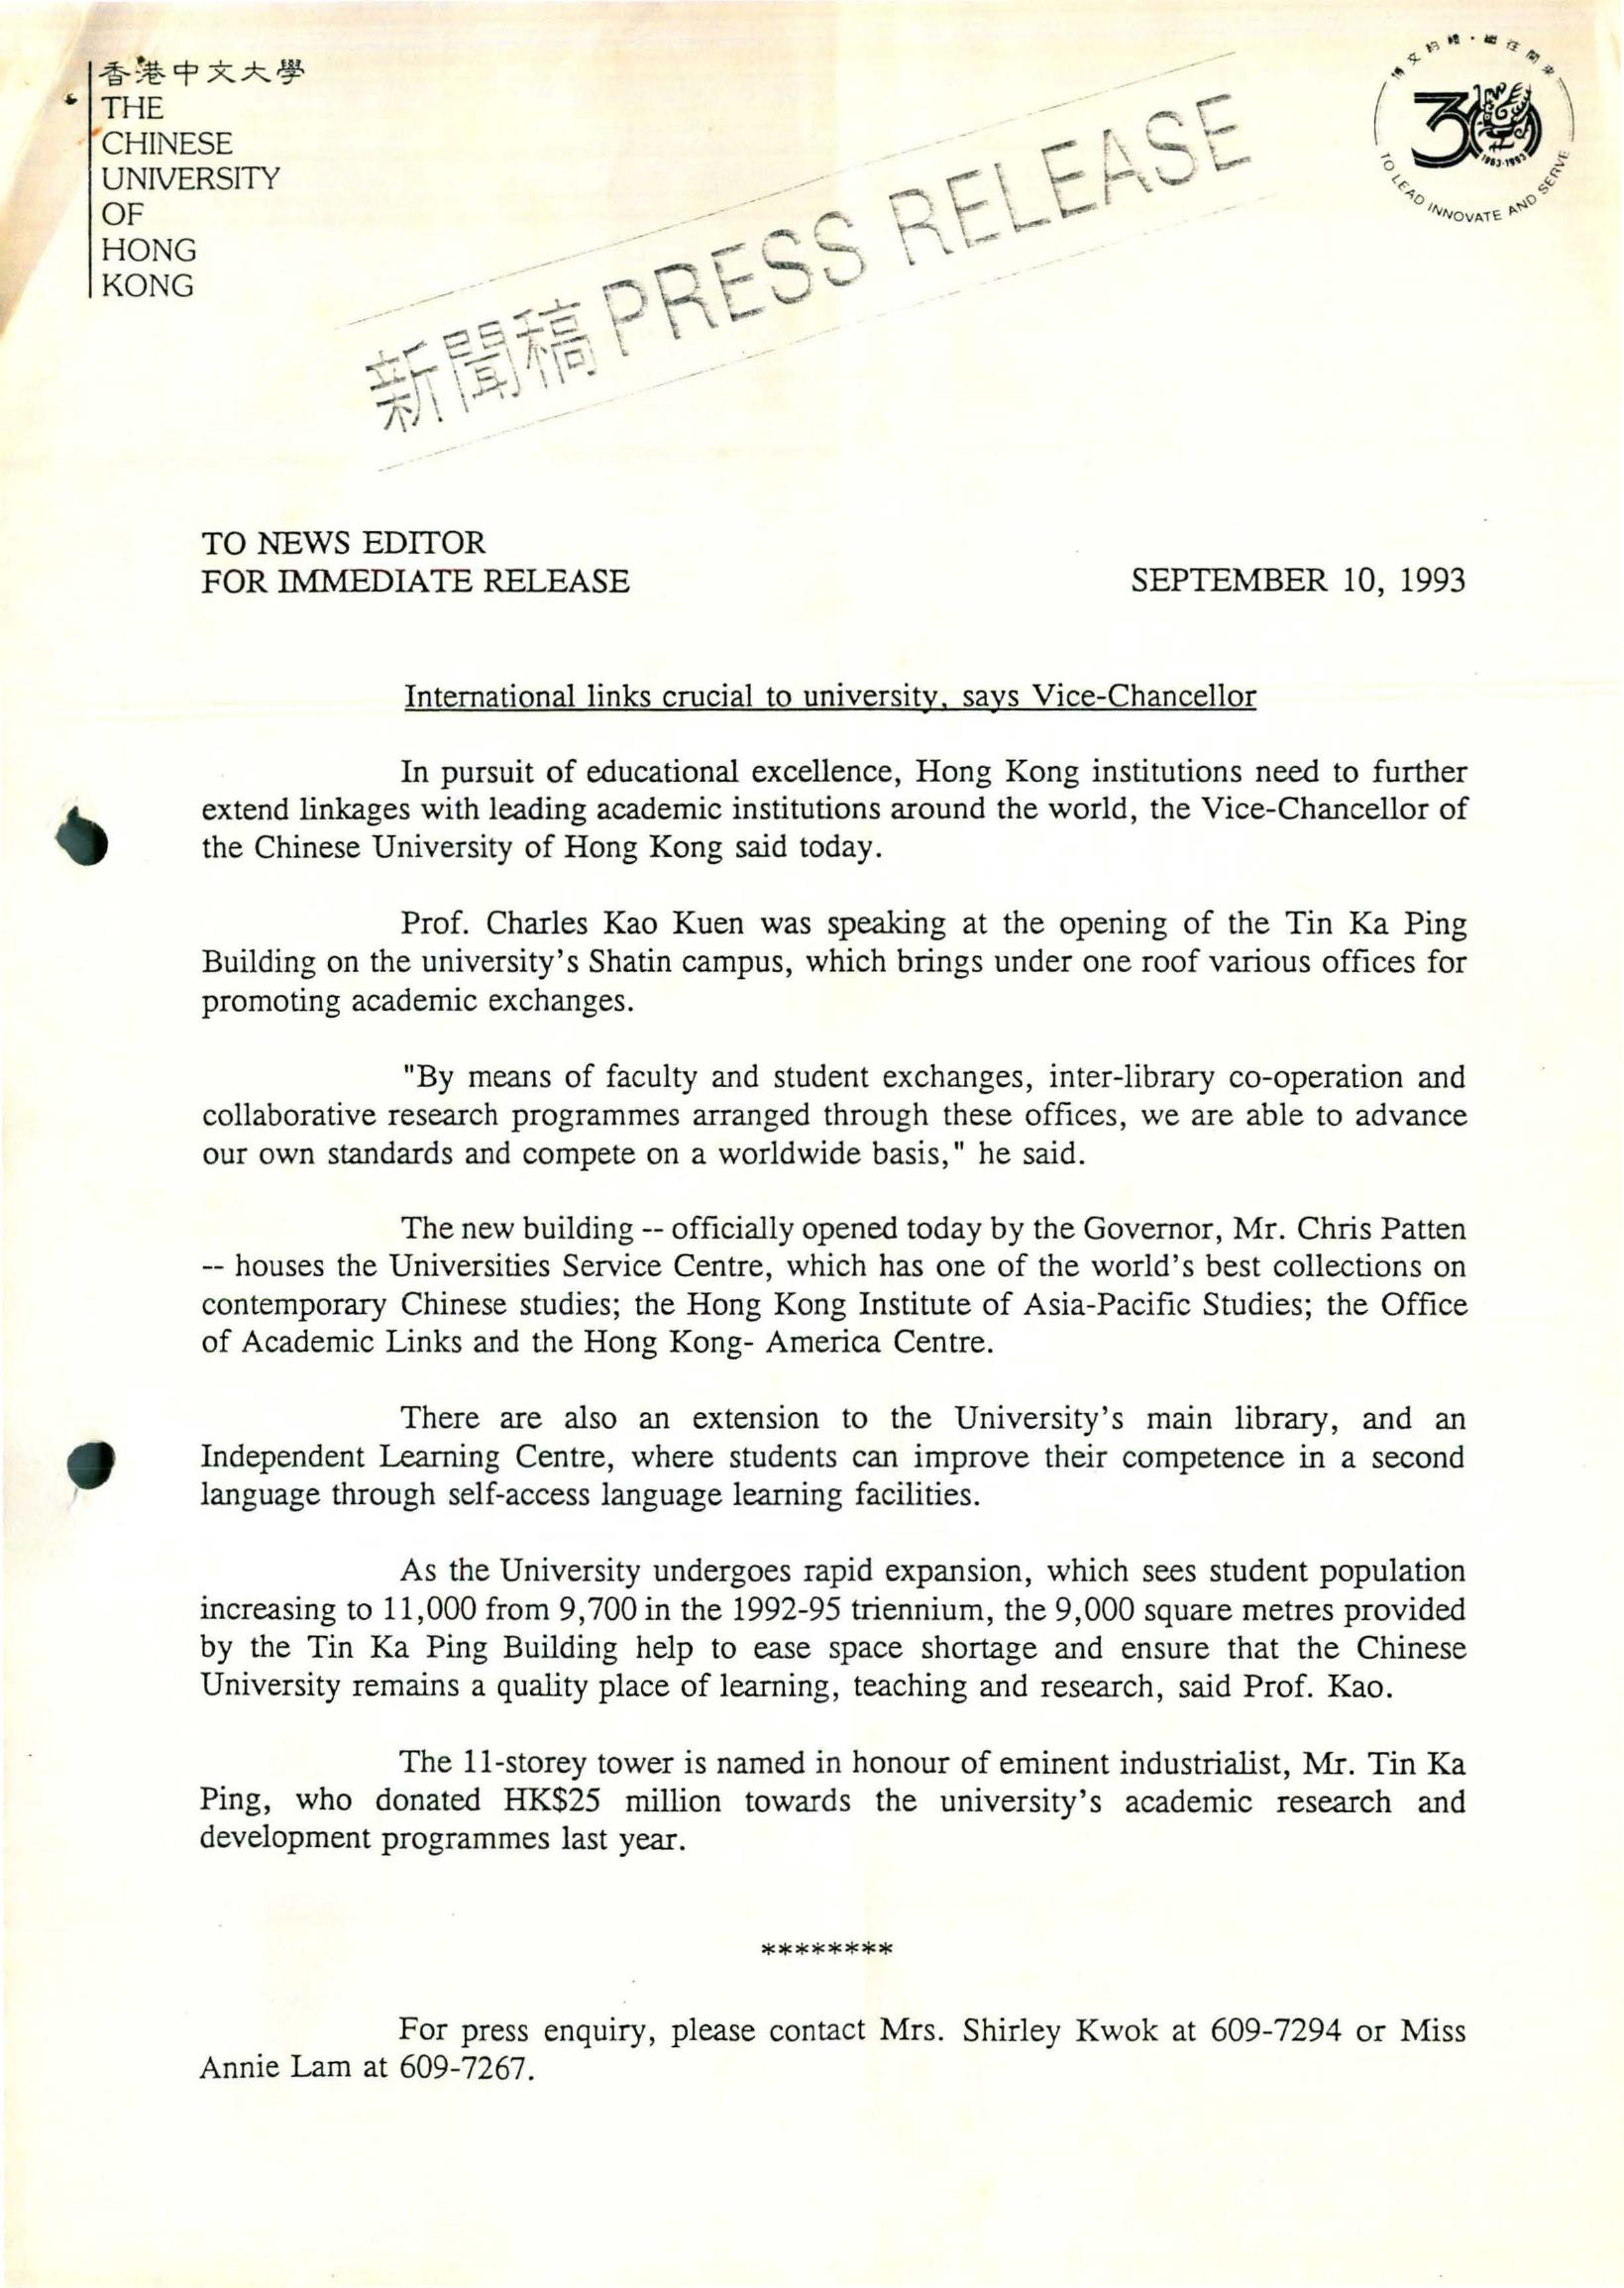 香港中文大學
THE
CHINESE
UNIVERSITY
OF
HONG
KONG
博文約禮·繼往開來
30
1963-1993
TO LEAD INNOVATE AND SERVE
新聞稿 PRESS RELEASE
TO NEWS EDITOR
FOR IMMEDIATE RELEASE SEPTEMBER 10, 1993
International links crucial to university, says Vice-Chancellor
In pursuit of educational excellence, Hong Kong institutions need to further
extend linkages with leading academic institutions around the world, the Vice-Chancellor of
the Chinese University of Hong Kong said today.
Prof. Charles Kao Kuen was speaking at the opening of the Tin Ka Ping
Building on the university's Shatin campus, which brings under one roof various offices for
promoting academic exchanges.
"By means of faculty and student exchanges, inter-library co-operation and
collaborative research programmes arranged through these offices, we are able to advance
our own standards and compete on a worldwide basis," he said.
The new building -- officially opened today by the Governor, Mr. Chris Patten
-- houses the Universities Service Centre, which has one of the world's best collections on
contemporary Chinese studies; the Hong Kong Institute of Asia-Pacific Studies; the Office
of Academic Links and the Hong Kong- America Centre.
There are also an extension to the University's main library, and an
Independent Learning Centre, where students can improve their competence in a second
language through self-access language learning facilities.
As the University undergoes rapid expansion, which sees student population
increasing to 11,000 from 9,700 in the 1992-95 triennium, the 9,000 square metres provided
by the Tin Ka Ping Building help to ease space shortage and ensure that the Chinese
University remains a quality place of learning, teaching and research, said Prof. Kao.
The 11-storey tower is named in honour of eminent industrialist, Mr. Tin Ka
Ping, who donated HK$25 million towards the university's academic research and
development programmes last year.
********
For press enquiry, please contact Mrs. Shirley Kwok at 609-7294 or Miss
Annie Lam at 609-7267.